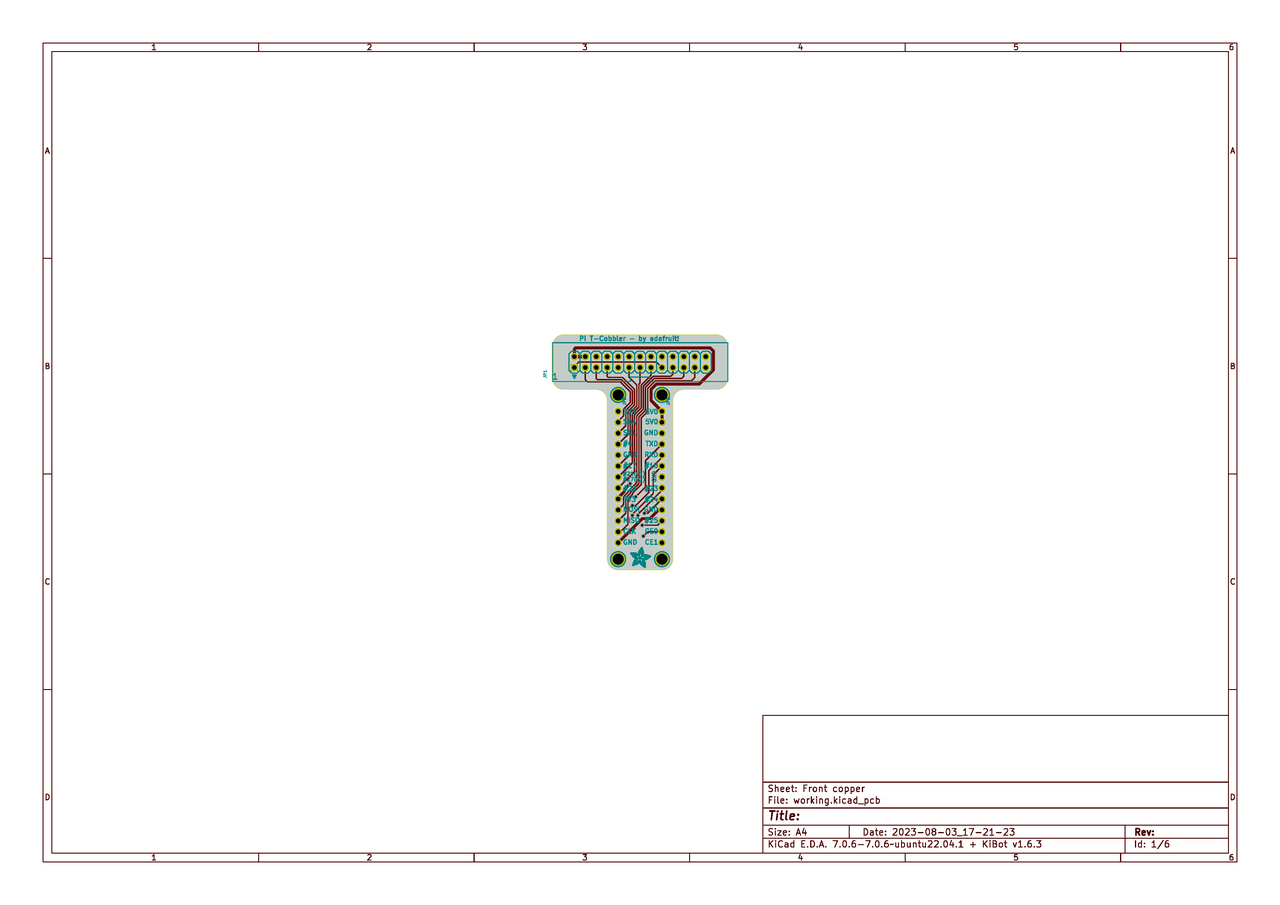 1 2 3 4 5 6
A A
PI T-Cobbler - by adafruit!
B B
JP1
5V0
5V0
GND
TXD
RXD
GND CE1
C C
D D
Sheet: Front copper
File: working.kicad_pcb
Title:
Size: A4 Date: 2023-08-03_17-21-23 Rev:
KiCad E.D.A. 7.0.6-7.0.6~ubuntu22.04.1 + KiBot v1.6.3 Id: 1/6
1 2 3 4 5 6